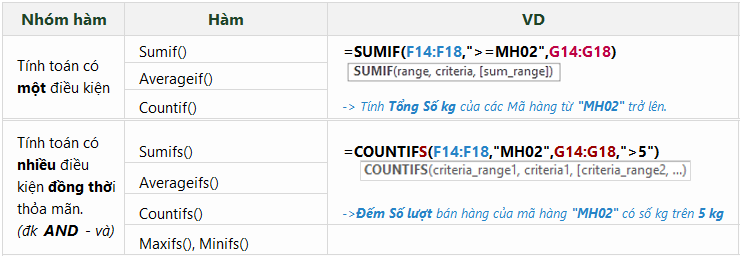 Nhóm hàm Hàm VD
Tính toán có
một điều kiện
Sumif()
Averageif()
Countif()
=SUMIF(F14:F18,">=MH02",G14:G18)
SUMIF(range, criteria, [sum_range])
-> Tính Tổng Số kg của các Mã hàng từ "MH02" trở lên.
Tính toán có
nhiều điều
kiện đồng thời
thỏa mãn.
(đk AND - và)
Sumifs()
Averageifs()
Countifs()
Maxifs(), Minifs()
=COUNTIFS(F14:F18,"MH02",G14:G18,">5")
COUNTIFS(criteria_range1, criteria1, [criteria_range2, ...)
->Đếm Số lượt bán hàng của mã hàng "MH02" có số kg trên 5 kg